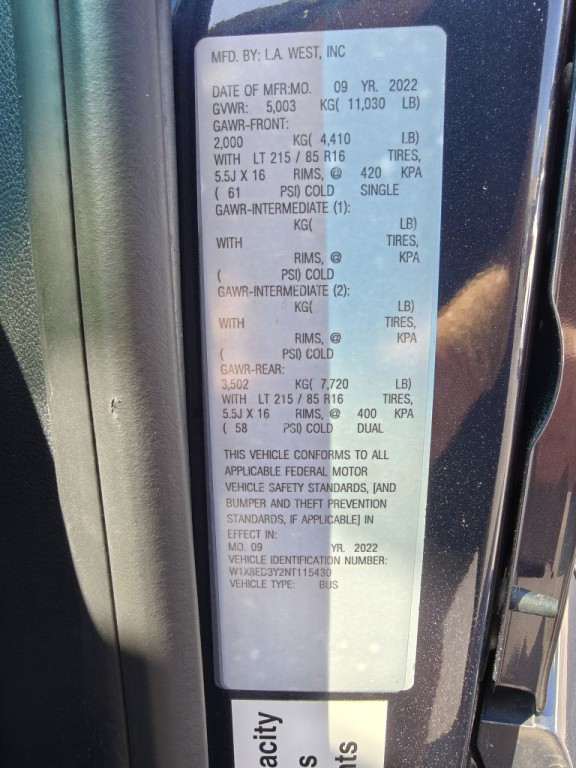 MFD. BY: L.A. WEST, INC
DATE OF MFR:MO. 09 YR. 2022
GVWR: 5,003 KG( 11,030 LB)
GAWR-FRONT:
2,000 KG( 4,410 LB)
WITH LT 215 / 85 R16 TIRES,
5.5J X 16 RIMS, @ 420 KPA
( 61 PSI) COLD SINGLE
GAWR-INTERMEDIATE (1):
KG( LB)
WITH TIRES,
RIMS, @ KPA
( PSI) COLD
GAWR-INTERMEDIATE (2):
KG( LB)
WITH TIRES,
RIMS, @ KPA
( PSI) COLD
GAWR-REAR:
3,502 KG( 7,720 LB)
WITH LT 215 / 85 R16 TIRES,
5.5J X 16 RIMS, @ 400 KPA
( 58 PSI) COLD DUAL
THIS VEHICLE CONFORMS TO ALL
APPLICABLE FEDERAL MOTOR
VEHICLE SAFETY STANDARDS, [AND
BUMPER AND THEFT PREVENTION
STANDARDS, IF APPLICABLE] IN
EFFECT IN:
MO. 09 YR. 2022
VEHICLE IDENTIFICATION NUMBER:
W1X8ED3Y2NT115430
VEHICLE TYPE: BUS
acity
s
nts